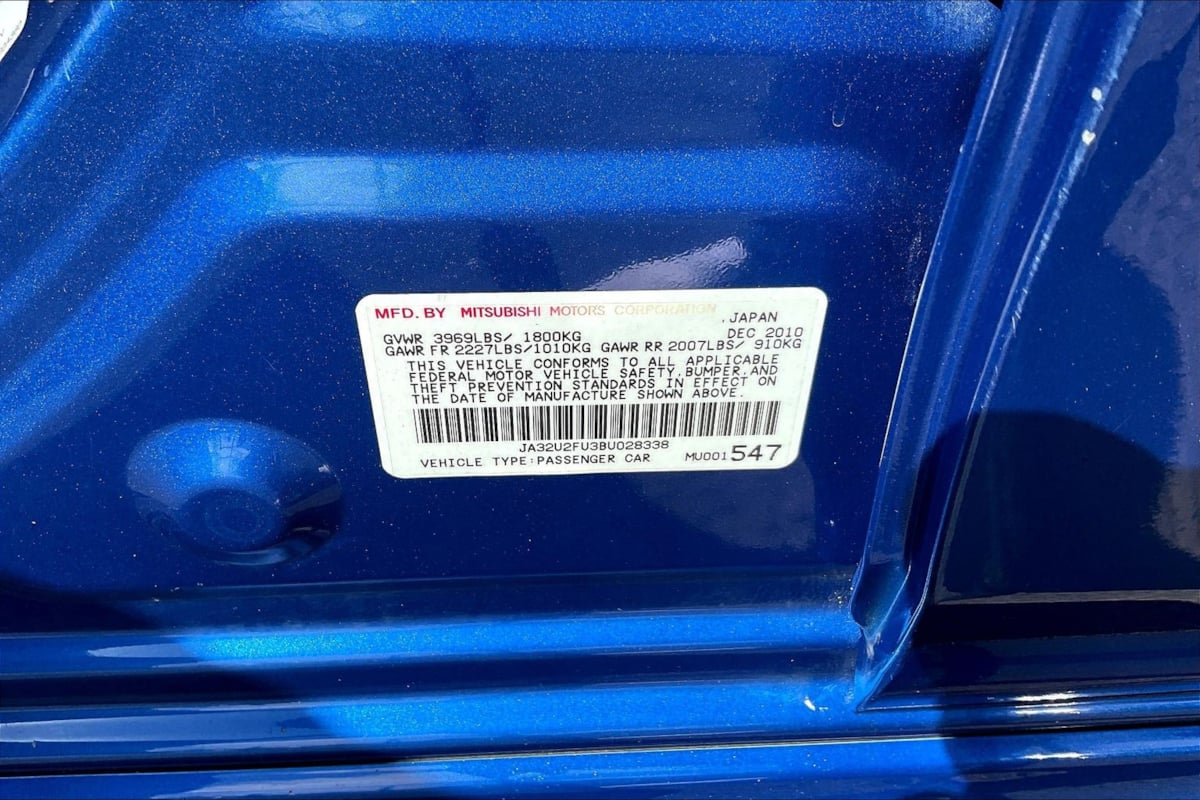 MFD. BY MITSUBISHI MOTORS CORPORATION
, JAPAN
GVWR 3969LBS/ 1800KG DEC 2010
GAWR FR 2227LBS/1010KG GAWR RR 2007LBS/ 910KG
THIS VEHICLE CONFORMS TO ALL APPLICABLE
FEDERAL MOTOR VEHICLE SAFETY,BUMPER,AND
THEFT PREVENTION STANDARDS IN EFFECT ON
THE DATE OF MANUFACTURE SHOWN ABOVE.
JA32U2FU3BU028338
VEHICLE TYPE:PASSENGER CAR MU001547